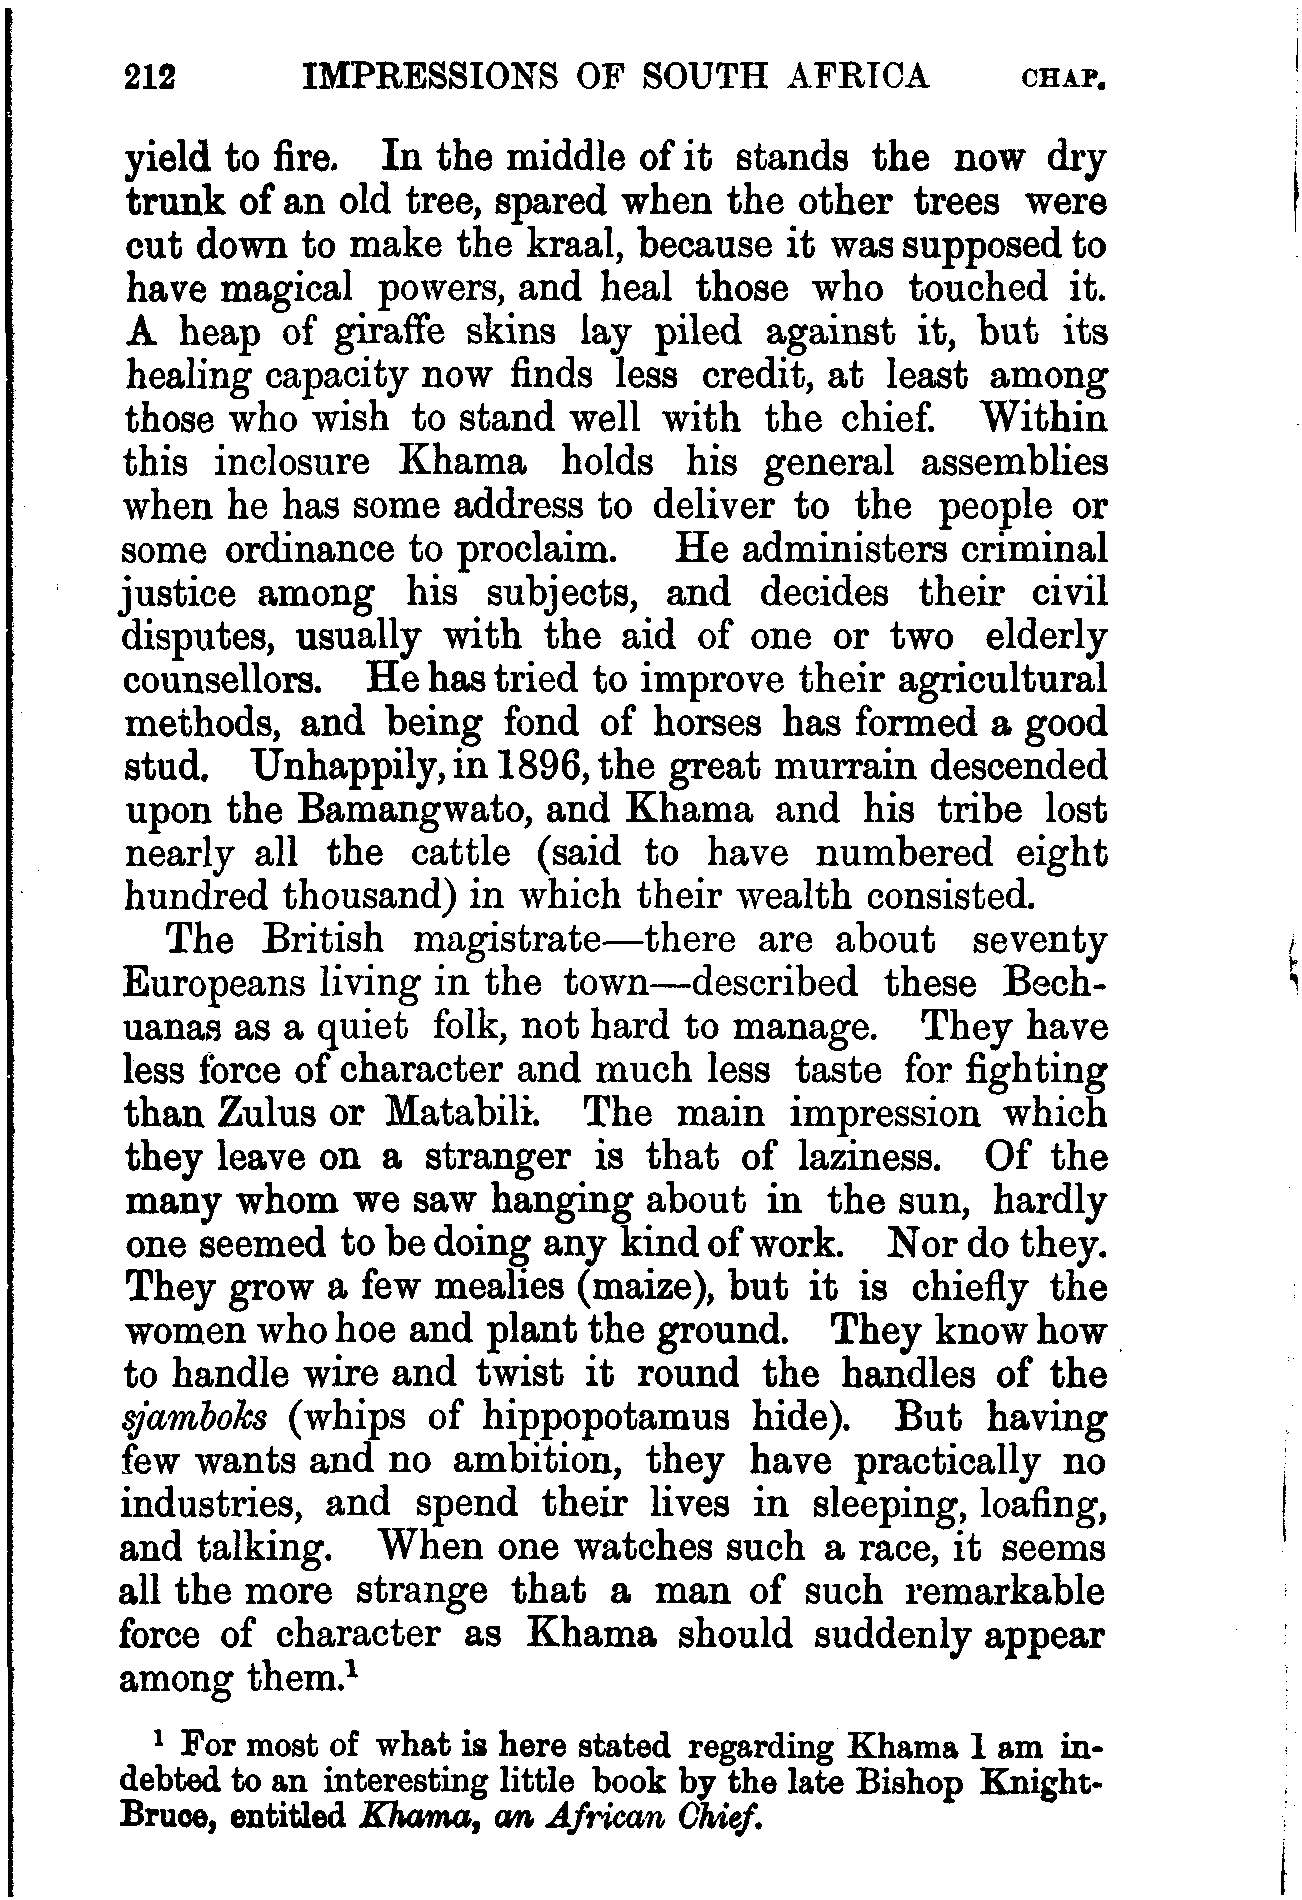 212 IMPRESSIONS OF SOUTH AFRICA CHAP.
yield to fire. In the middle of it stands the now dry
trunk of an old tree, spared when the other trees were
cut down to make the kraal, because it was supposed to
have magical powers, and heal those who touched it.
A heap of giraffe skins lay piled against it, but its
healing capacity now finds less credit, at least among
those who wish to stand well with the chief. Within
this inclosure Khama holds his general assemblies
when he has some address to deliver to the people or
some ordinance to proclaim. He administers criminal
justice among his subjects, and decides their civil
disputes, usually with the aid of one or two elderly
counsellors. He has tried to improve their agricultural
methods, and being fond of horses has formed a good
stud. Unhappily, in 1896, the great murrain descended
upon the Bamangwato, and Khama and his tribe lost
nearly all the cattle (said to have numbered eight
hundred thousand) in which their wealth consisted.
The British magistrate—there are about seventy
Europeans living in the town—described these Bech-
uanas as a quiet folk, not hard to manage. They have
less force of character and much less taste for fighting
than Zulus or Matabili. The main impression which
they leave on a stranger is that of laziness. Of the
many whom we saw hanging about in the sun, hardly
one seemed to be doing any kind of work. Nor do they.
They grow a few mealies (maize), but it is chiefly the
women who hoe and plant the ground. They know how
to handle wire and twist it round the handles of the
sjamboks (whips of hippopotamus hide). But having
few wants and no ambition, they have practically no
industries, and spend their lives in sleeping, loafing,
and talking. When one watches such a race, it seems
all the more strange that a man of such remarkable
force of character as Khama should suddenly appear
among them.¹
¹ For most of what is here stated regarding Khama I am in-
debted to an interesting little book by the late Bishop Knight-
Bruce, entitled Khama, an African Chief.